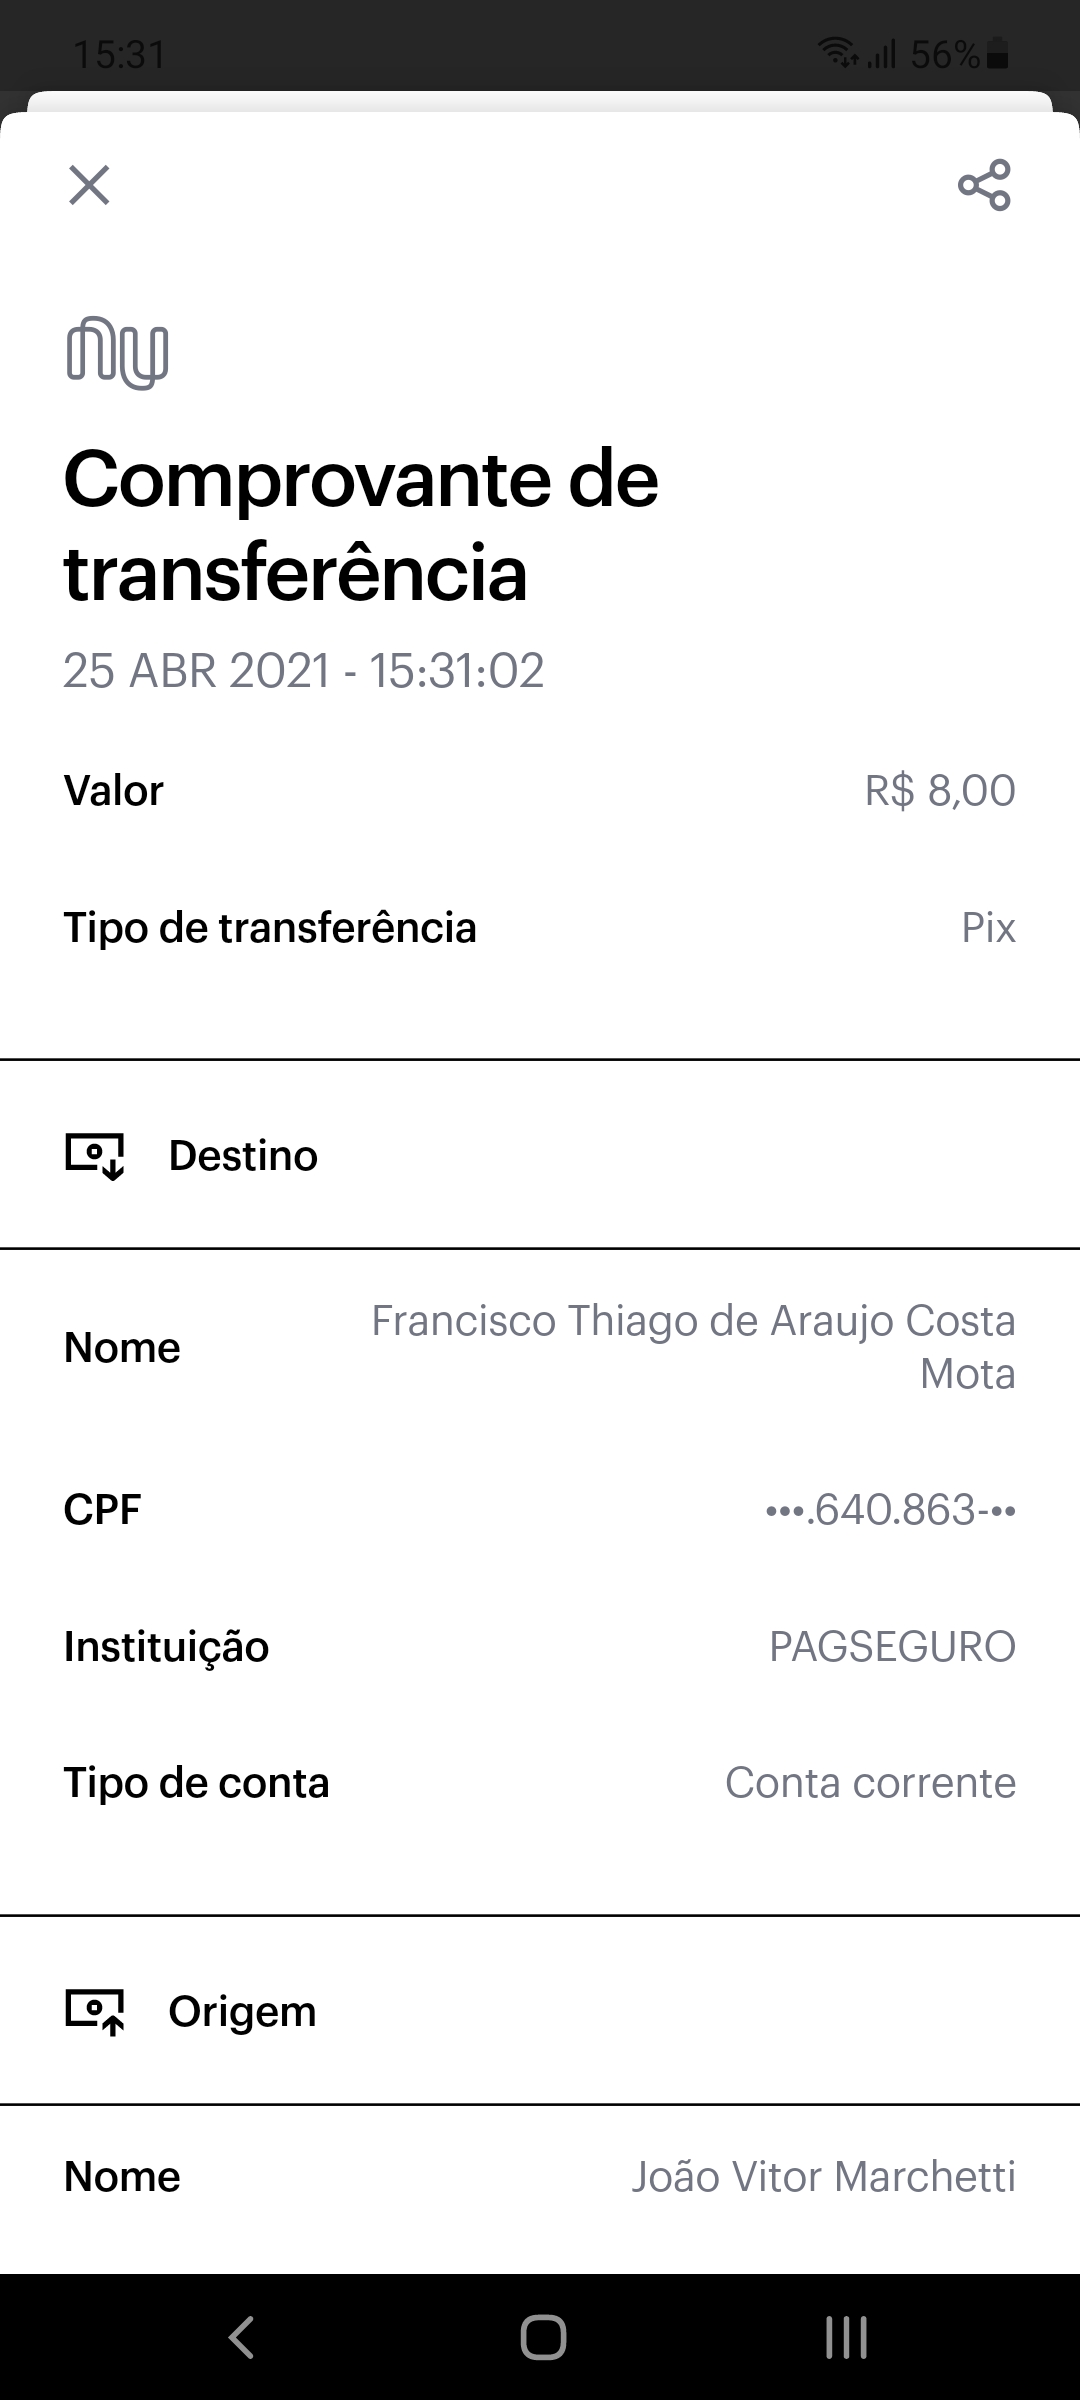 15:31
56%
nu
Comprovante de
transferência
25 ABR 2021 - 15:31:02
Valor
R$ 8,00
Tipo de transferência
Pix
Destino
Nome
Francisco Thiago de Araujo Costa
Mota
CPF
•••.640.863-••
Instituição
PAGSEGURO
Tipo de conta
Conta corrente
Origem
Nome
João Vitor Marchetti